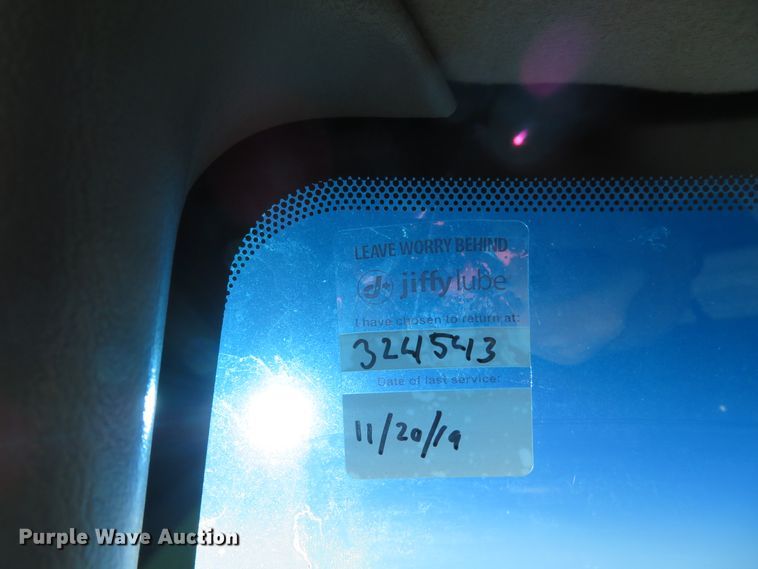 LEAVE WORRY BEHIND
jiffy lube
I have chosen to return at:
324543
Date of last service:
11/20/19
Purple Wave Auction